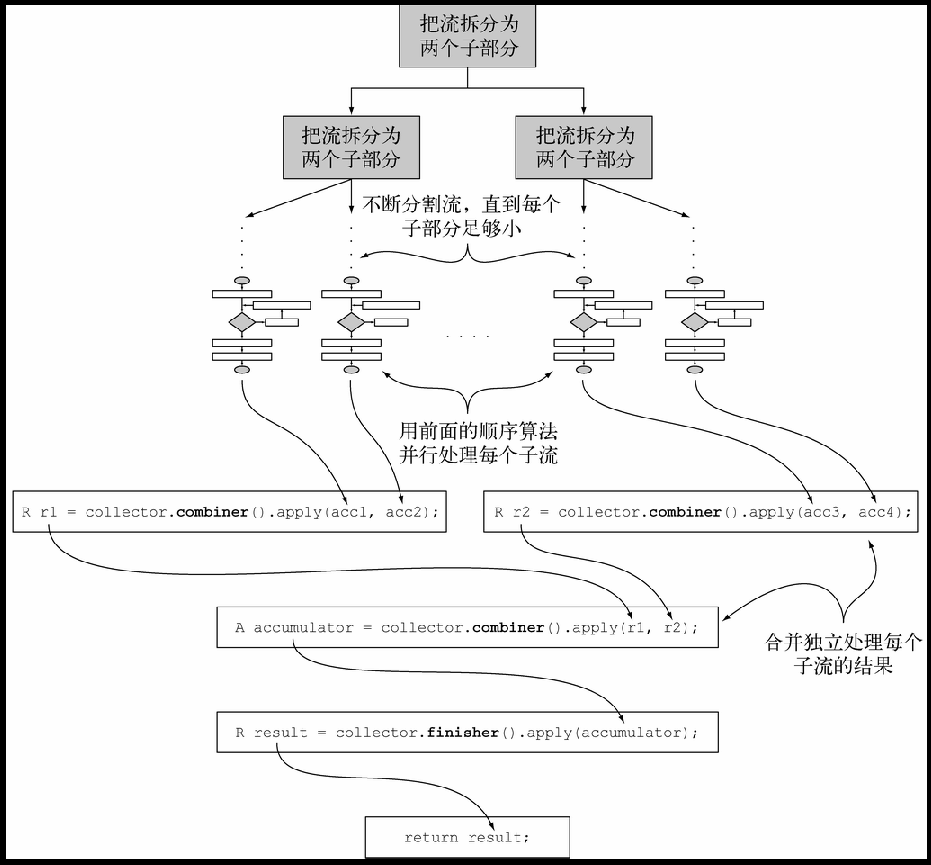 把流拆分为
两个子部分
把流拆分为
两个子部分
把流拆分为
两个子部分
不断分割流，直到每个
子部分足够小
用前面的顺序算法
并行处理每个子流
R r1 = collector.combiner().apply(acc1, acc2);
R r2 = collector.combiner().apply(acc3, acc4);
A accumulator = collector.combiner().apply(r1, r2);
合并独立处理每个
子流的结果
R result = collector.finisher().apply(accumulator);
return result;